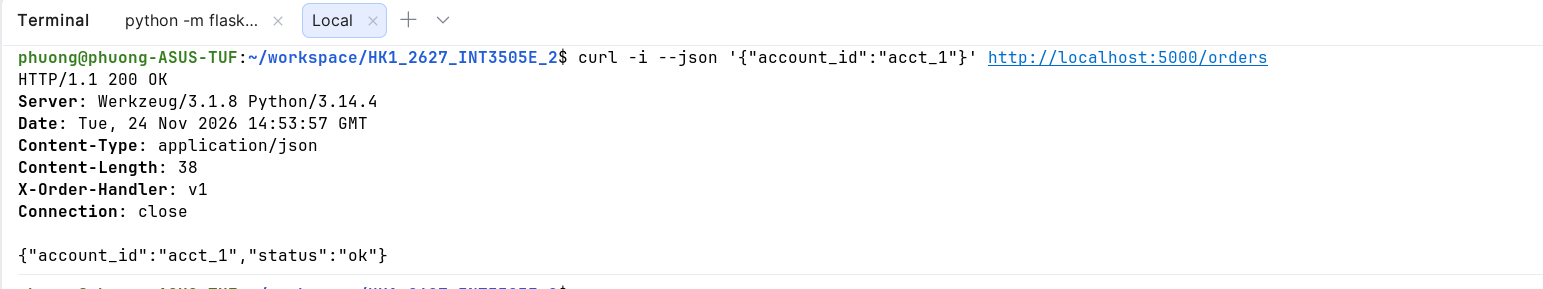 Terminal python -m flask... × Local ×
phuong@phuong-ASUS-TUF:~/workspace/HK1_2627_INT3505E_2$ curl -i --json '{"account_id":"acct_1"}' http://localhost:5000/orders
HTTP/1.1 200 OK
Server: Werkzeug/3.1.8 Python/3.14.4
Date: Tue, 24 Nov 2026 14:53:57 GMT
Content-Type: application/json
Content-Length: 38
X-Order-Handler: v1
Connection: close
{"account_id":"acct_1","status":"ok"}